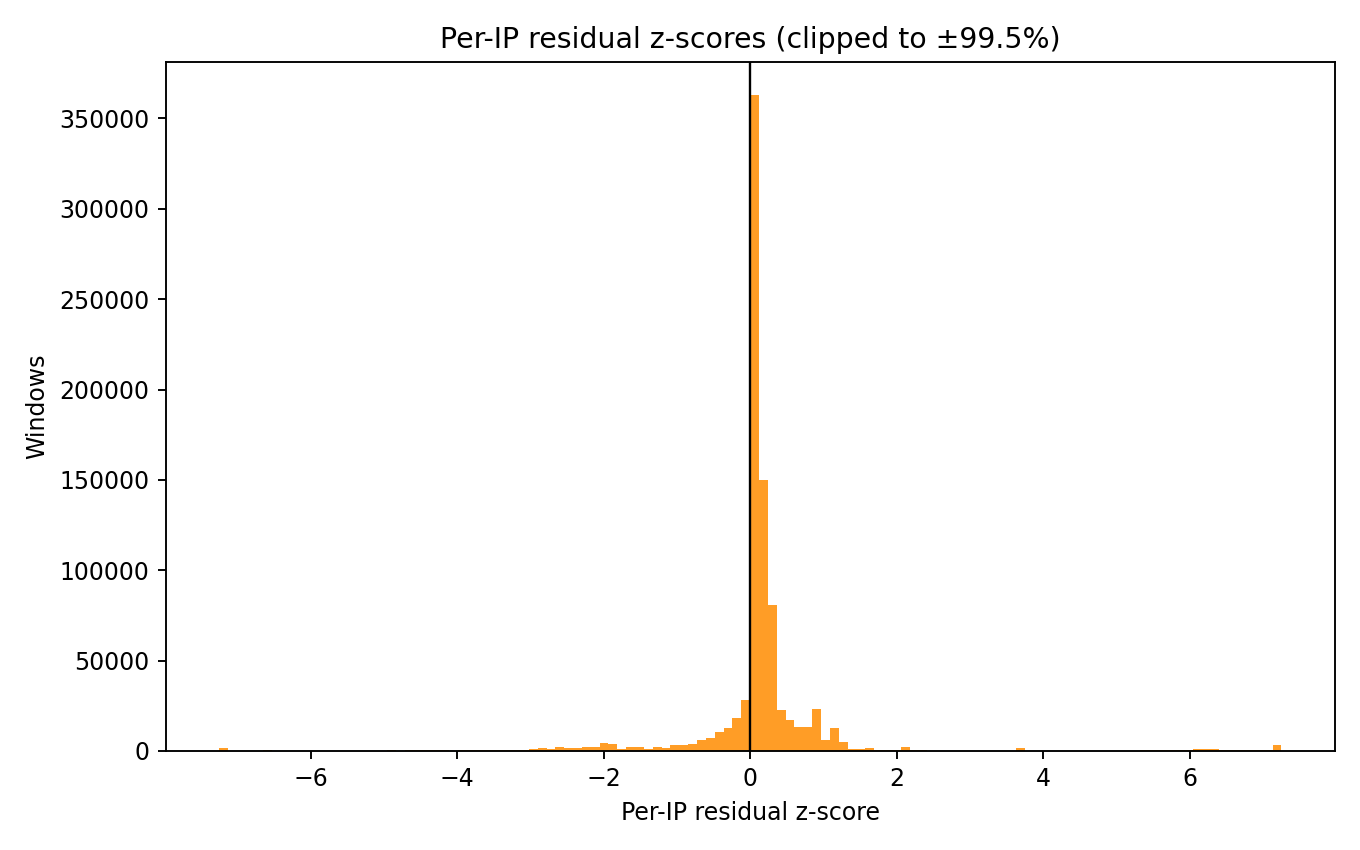 Per-IP residual z-scores (clipped to ±99.5%)
350000
300000
250000
200000
150000
100000
50000
0
Windows
−6 −4 −2 0 2 4 6
Per-IP residual z-score